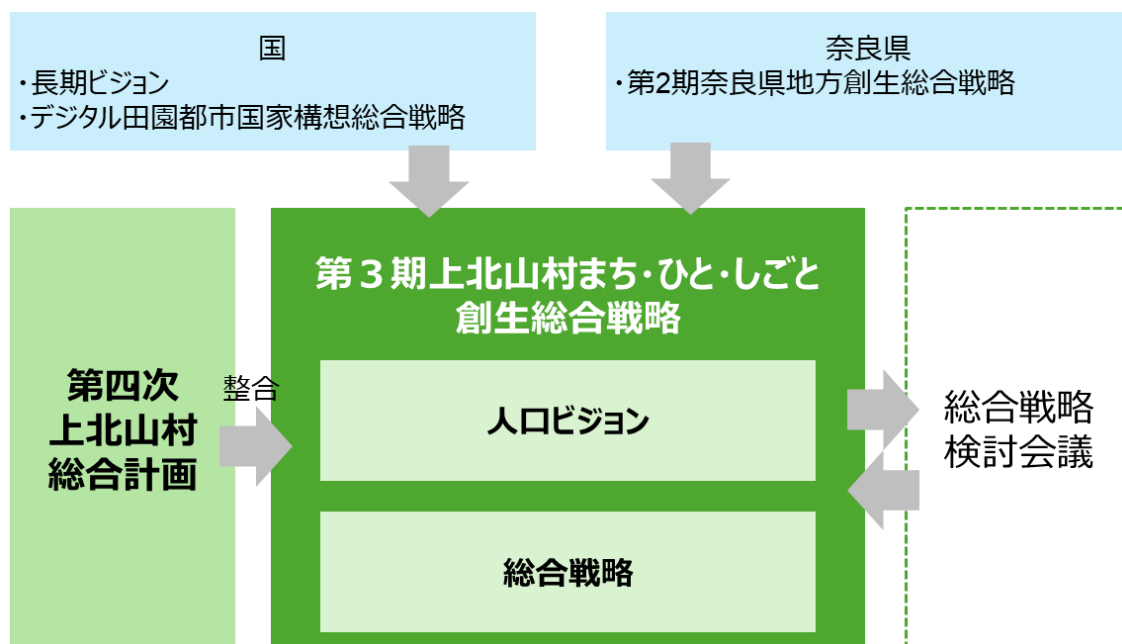 国
・長期ビジョン
・デジタル田園都市国家構想総合戦略
奈良県
・第2期奈良県地方創生総合戦略
第３期上北山村まち・ひと・しごと
創生総合戦略
第四次
上北山村
総合計画
整合
人口ビジョン
総合戦略
総合戦略
検討会議